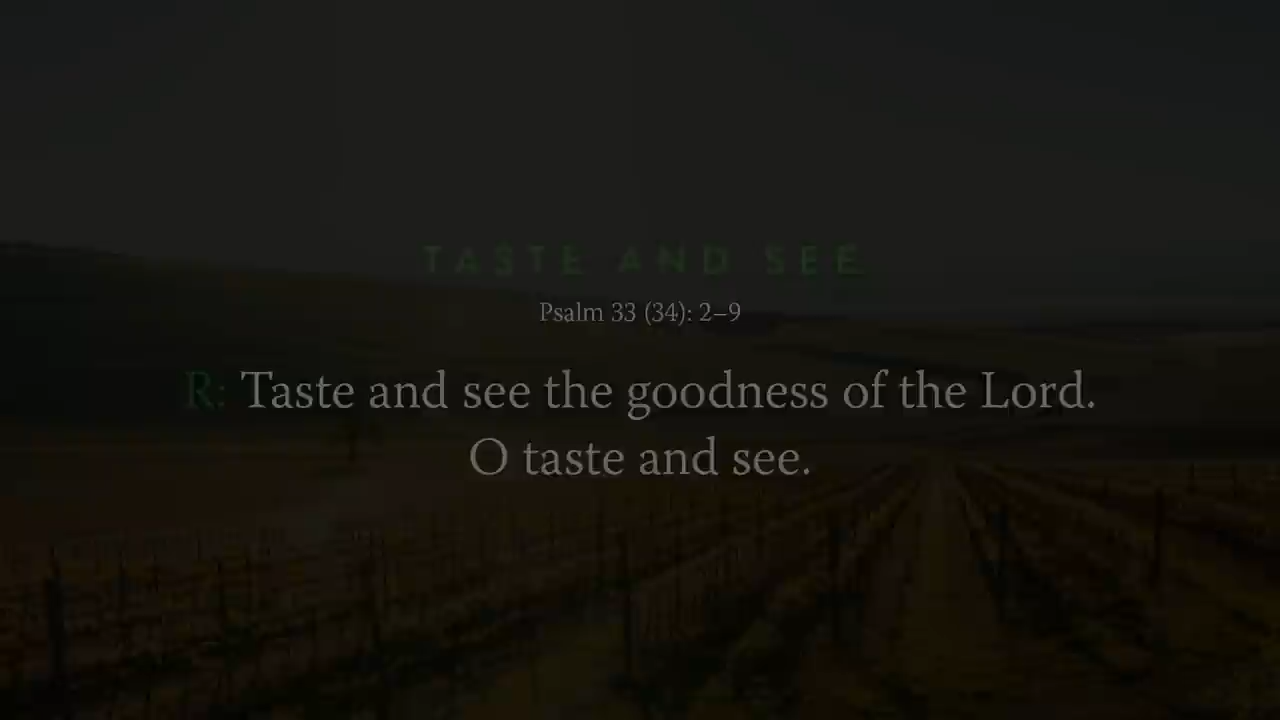 TASTE AND SEE
Psalm 33 (34): 2–9
R: Taste and see the goodness of the Lord.
O taste and see.